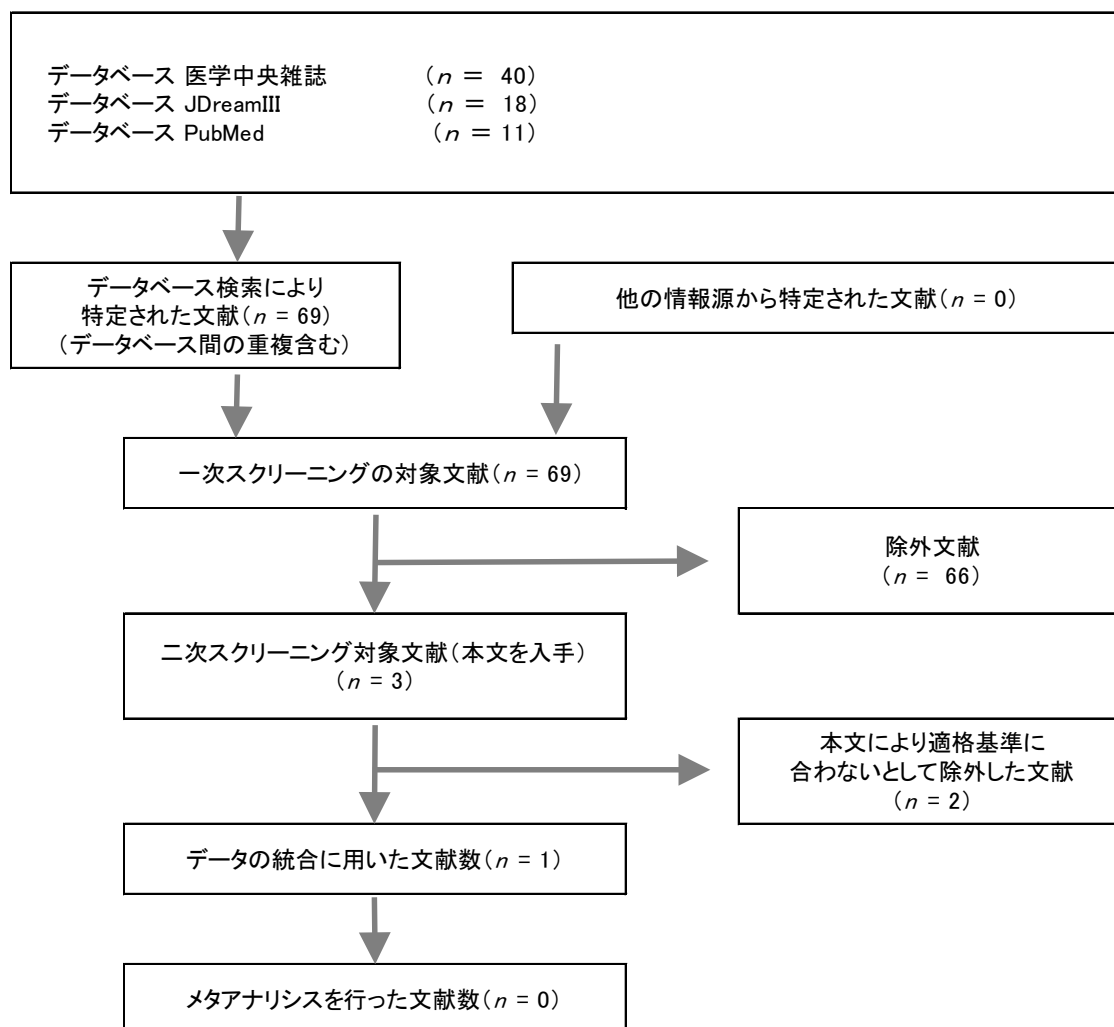 データベース 医学中央雑誌 (n = 40)
データベース JDreamIII (n = 18)
データベース PubMed (n = 11)
データベース検索により
特定された文献(n = 69)
(データベース間の重複含む)
他の情報源から特定された文献(n = 0)
一次スクリーニングの対象文献(n = 69)
除外文献
(n = 66)
二次スクリーニング対象文献(本文を入手)
(n = 3)
本文により適格基準に
合わないとして除外した文献
(n = 2)
データの統合に用いた文献数(n = 1)
メタアナリシスを行った文献数(n = 0)